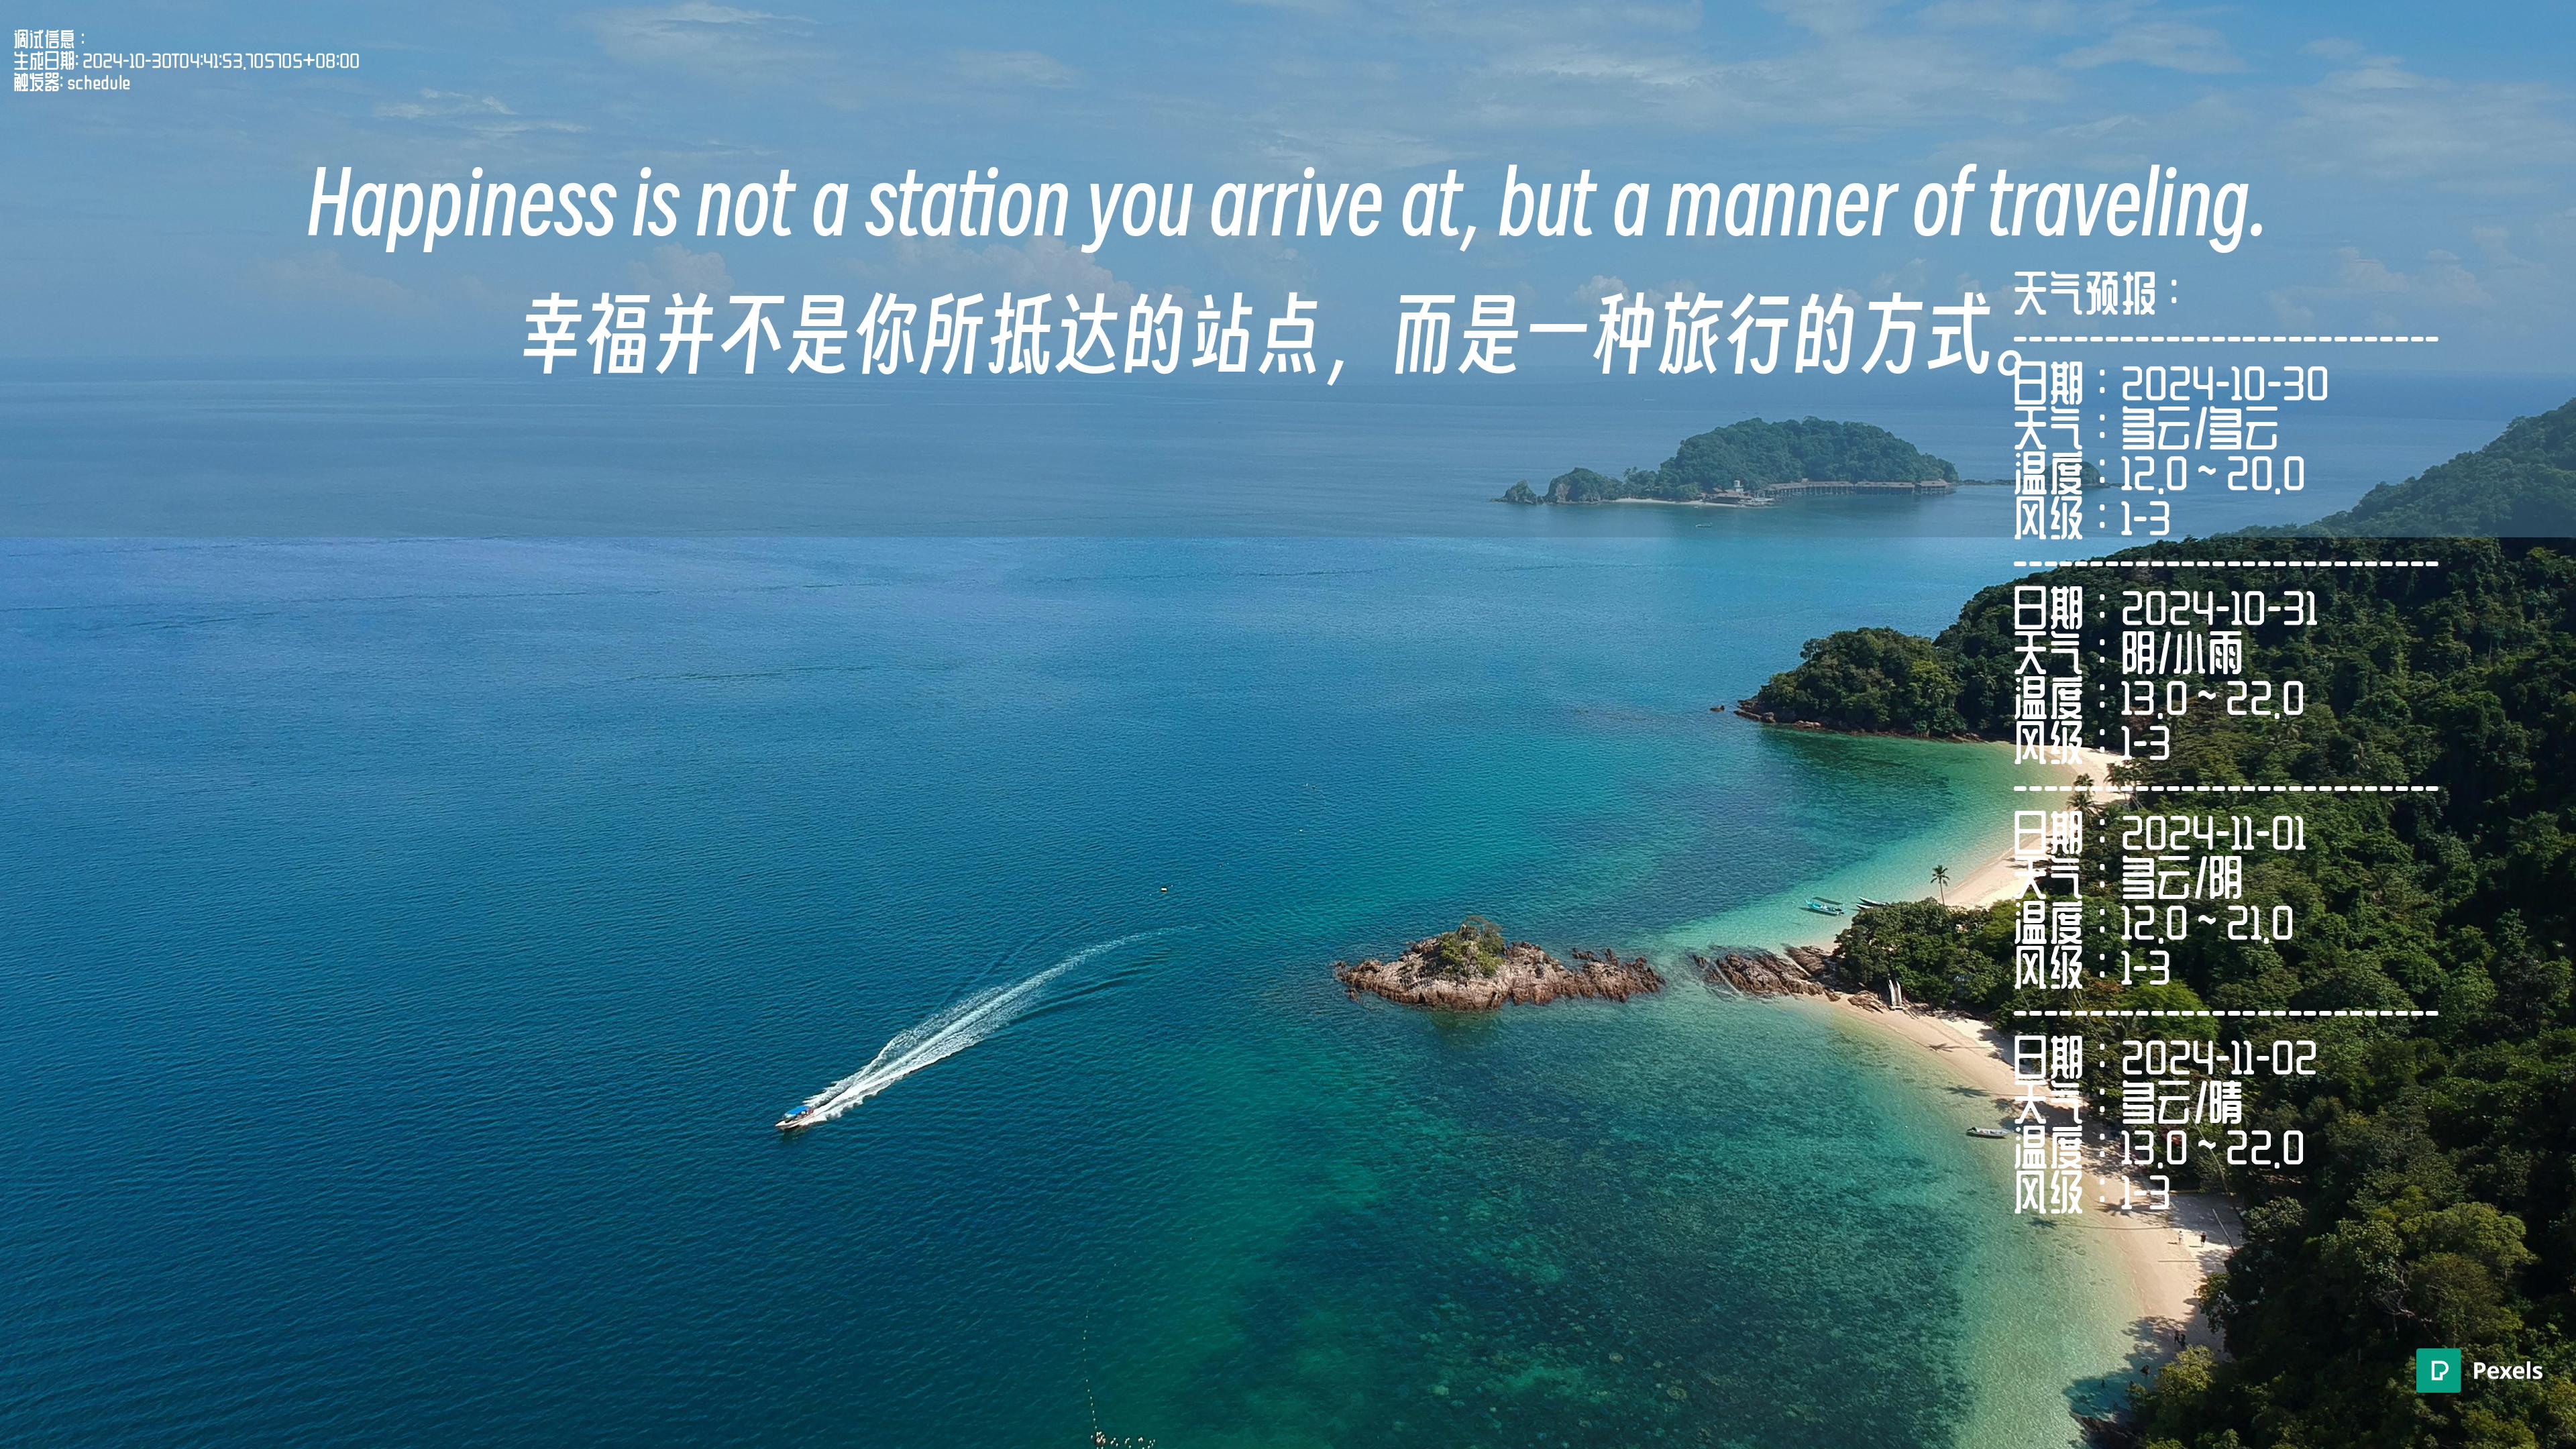 调试信息：
生成日期: 2024-10-30T04:41:53.705705+08:00
触发器: schedule
Happiness is not a station you arrive at, but a manner of traveling.
幸福并不是你所抵达的站点，而是一种旅行的方式。
天气预报：
----------------------------
日期：2024-10-30
天气：多云/多云
温度：12.0 ~ 20.0
风级：1-3
----------------------------
日期：2024-10-31
天气：阴/小雨
温度：13.0 ~ 22.0
风级：1-3
----------------------------
日期：2024-11-01
天气：多云/阴
温度：12.0 ~ 21.0
风级：1-3
----------------------------
日期：2024-11-02
天气：多云/晴
温度：13.0 ~ 22.0
风级：1-3
Pexels